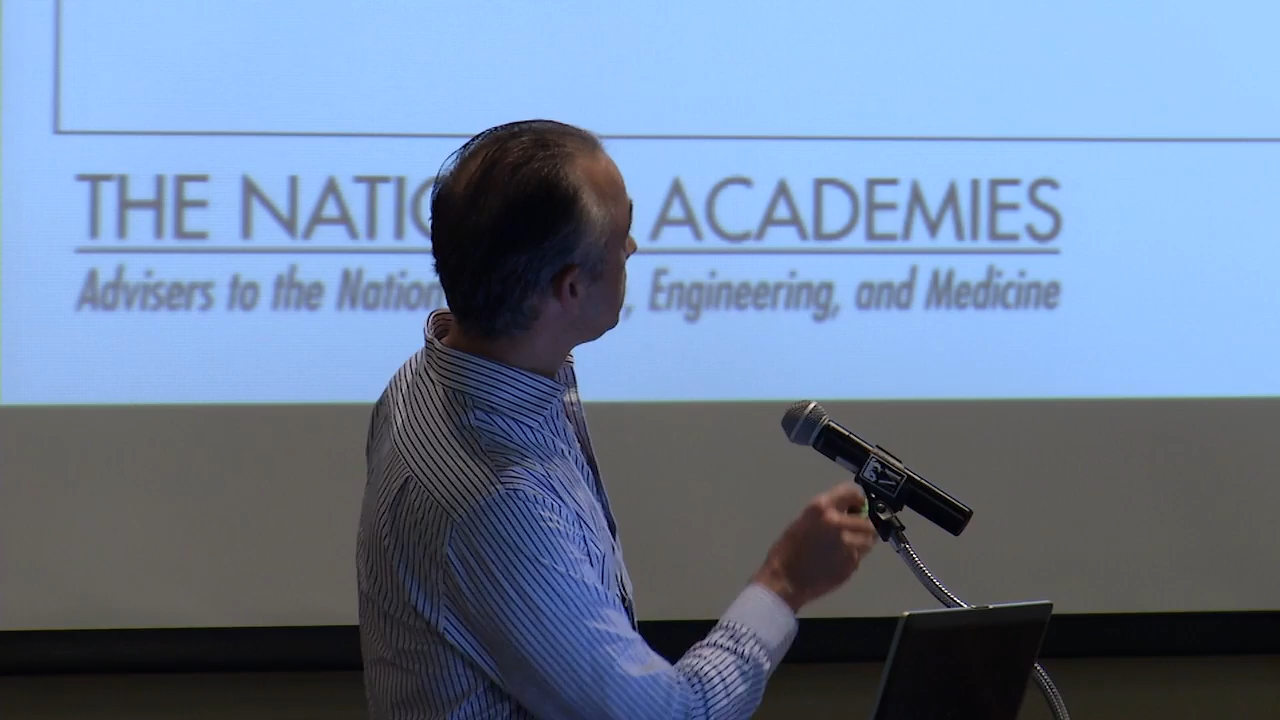 THE NATIO ACADEMIES
Advisers to the Nation , Engineering, and Medicine